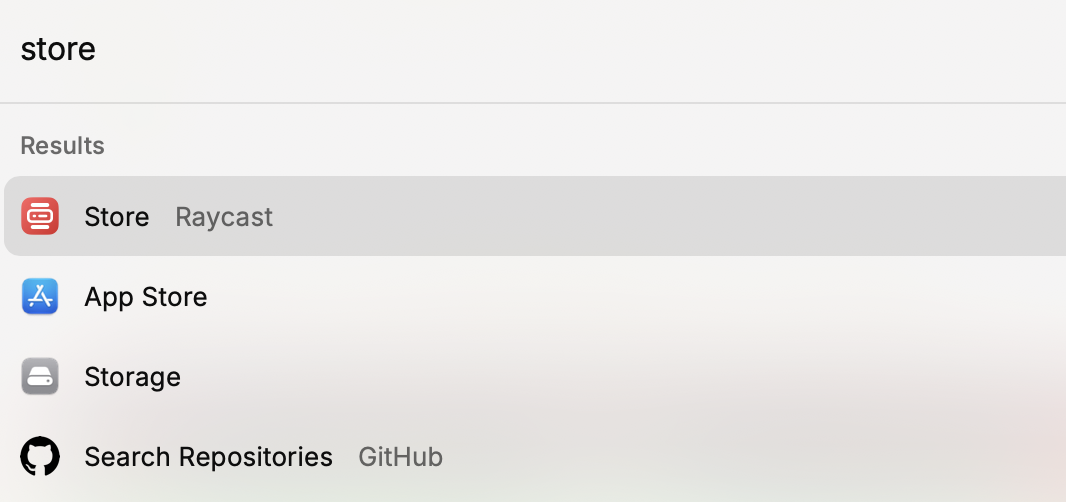 store
Results
Store Raycast
App Store
Storage
Search Repositories GitHub